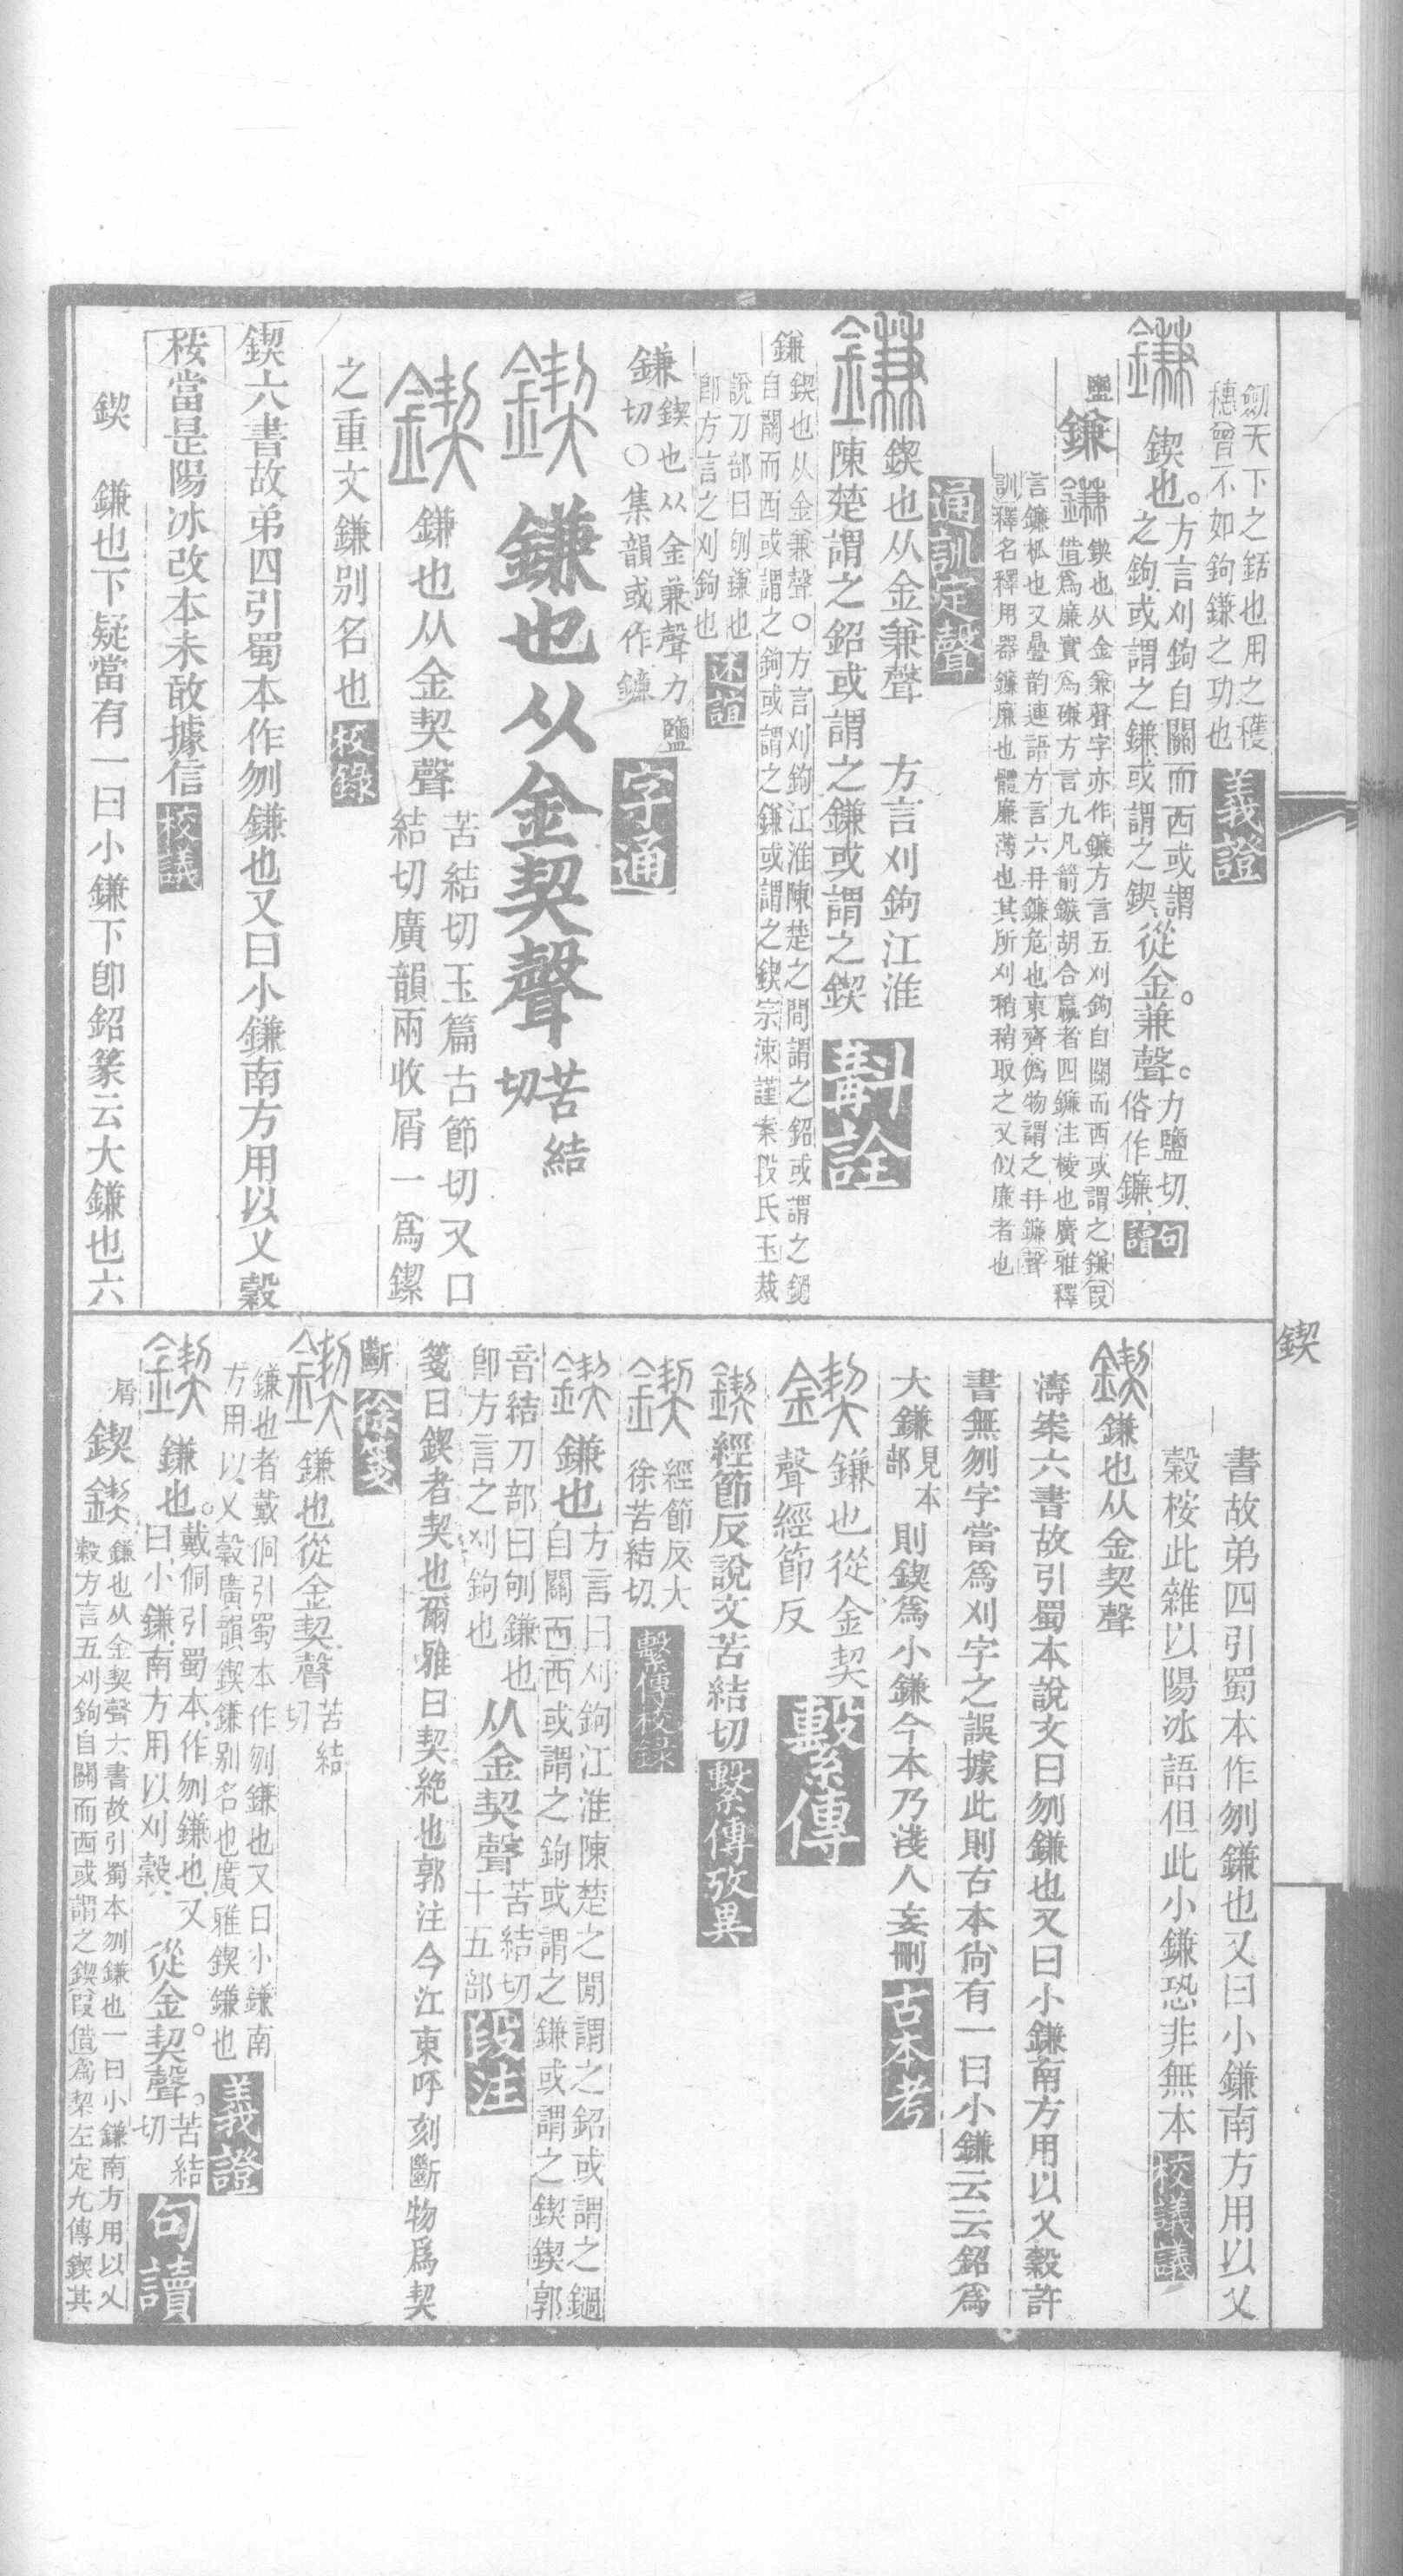 劒天下之銛也用之穫
穗曾不如鉤鎌之功也 義證
鎌 鍥也方言刈鉤自關而西或謂
之鉤或謂之鎌或謂之鍥從金兼聲力鹽切
俗作鐮 句讀
鹽 鎌 鎌 鍥也从金兼聲字亦作鐮方言五刈鉤自關而西或謂之鎌叚
借爲廉實爲磏方言九凡箭鏃胡合嬴者四鐮注棱也廣雅釋
言鐮柧也又疊韵連語方言六 鐮危也東齊 物謂之 鐮聲
訓釋名釋用器鐮廉也體廉薄也其所刈稍稍取之又似廉者也
通訓定聲
鎌 鍥也从金兼聲 方言刈鉤江淮
陳楚謂之鉊或謂之鎌或謂之鍥 斠詮
鎌 鍥也从金兼聲〇方言刈鉤江淮陳楚之間謂之鉊或謂之鐹
自關而西或謂之鉤或謂之鎌或謂之鍥宗涑謹案段氏玉裁
說刀部曰刎鎌也
卽方言之刈鉤也 述誼
鎌 鍥也从金兼聲力鹽
切〇集韻或作鐮 字通
鍥 鎌也从金契聲 苦結
切
鍥 鎌也从金契聲 苦結切玉篇古節切又口
結切廣韻兩收屑一爲鏍
之重文鎌别名也 校錄
鍥六書故弟四引蜀本作刎鎌也又曰小鎌南方用以乂穀
桉當是陽冰改本未敢據信 校議
鍥 鎌也下疑當有一曰小鎌下卽鉊篆云大鎌也六
鍥
書故弟四引蜀本作刎鎌也又曰小鎌南方用以乂
穀桉此雜以陽冰語但此小鎌恐非無本 校議議
鍥 鎌也从金契聲
濤案六書故引蜀本說文曰刎鎌也又曰小鎌南方用以乂穀許
書無刎字當爲刈字之誤據此則古本尙有一曰小鎌云云鉊爲
大鎌見本
部則鍥爲小鎌今本乃淺人妄刪 古本考
鍥 鎌也從金契
聲經節反 繫傳
鍥 經節反說文苦結切 繫傳攷異
鍥 經節反大
徐苦結切 繫傳校錄
鍥 鎌也 方言曰刈鉤江淮陳楚之閒謂之鉊或謂之鐹
自關而西或謂之鉤或謂之鎌或謂之鍥鍥郭
音結刀部曰刎鎌也
卽方言之刈鉤也 从金契聲 苦結切
十五部 段注
箋曰鍥者契也爾雅曰契絶也郭注今江東呼刻斷物爲契
斷 徐箋
鍥 鎌也從金契聲 苦結
切
鎌也者戴侗引蜀本作刎鎌也又曰小鎌南
方用以乂穀廣韻鍥鎌别名也廣雅鍥鎌也 義證
鍥 鎌也戴侗引蜀本作刎鎌也又
曰小鎌南方用以刈穀 從金契聲 苦結
切 句讀
屑 鍥 鍥 鎌也从金契聲六書故引蜀本刎鎌也一曰小鎌南方用以乂
穀方言五刈鉤自關而西或謂之鍥叚借爲栔左定九傳鍥其